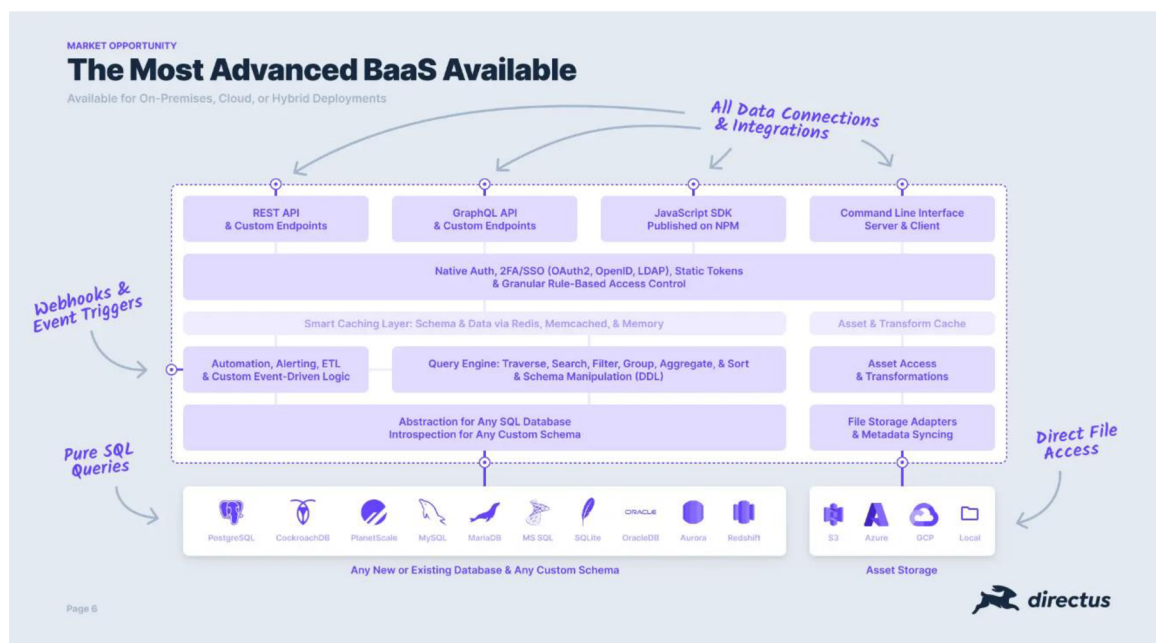 MARKET OPPORTUNITY
The Most Advanced BaaS Available
Available for On-Premises, Cloud, or Hybrid Deployments
All Data Connections
& Integrations
REST API
& Custom Endpoints
GraphQL API
& Custom Endpoints
JavaScript SDK
Published on NPM
Command Line Interface
Server & Client
Native Auth, 2FA/SSO (OAuth2, OpenID, LDAP), Static Tokens
& Granular Rule-Based Access Control
Webhooks &
Event Triggers
Smart Caching Layer: Schema & Data via Redis, Memcached, & Memory
Asset & Transform Cache
Automation, Alerting, ETL
& Custom Event-Driven Logic
Query Engine: Traverse, Search, Filter, Group, Aggregate, & Sort
& Schema Manipulation (DDL)
Asset Access
& Transformations
Abstraction for Any SQL Database
Introspection for Any Custom Schema
File Storage Adapters
& Metadata Syncing
Pure SQL
Queries
Direct File
Access
ORACLE
PostgreSQL
CockroachDB
PlanetScale
MySQL
MariaDB
MS SQL
SQLite
OracleDB
Aurora
Redshift
S3
Azure
GCP
Local
Any New or Existing Database & Any Custom Schema
Asset Storage
Page 6
directus